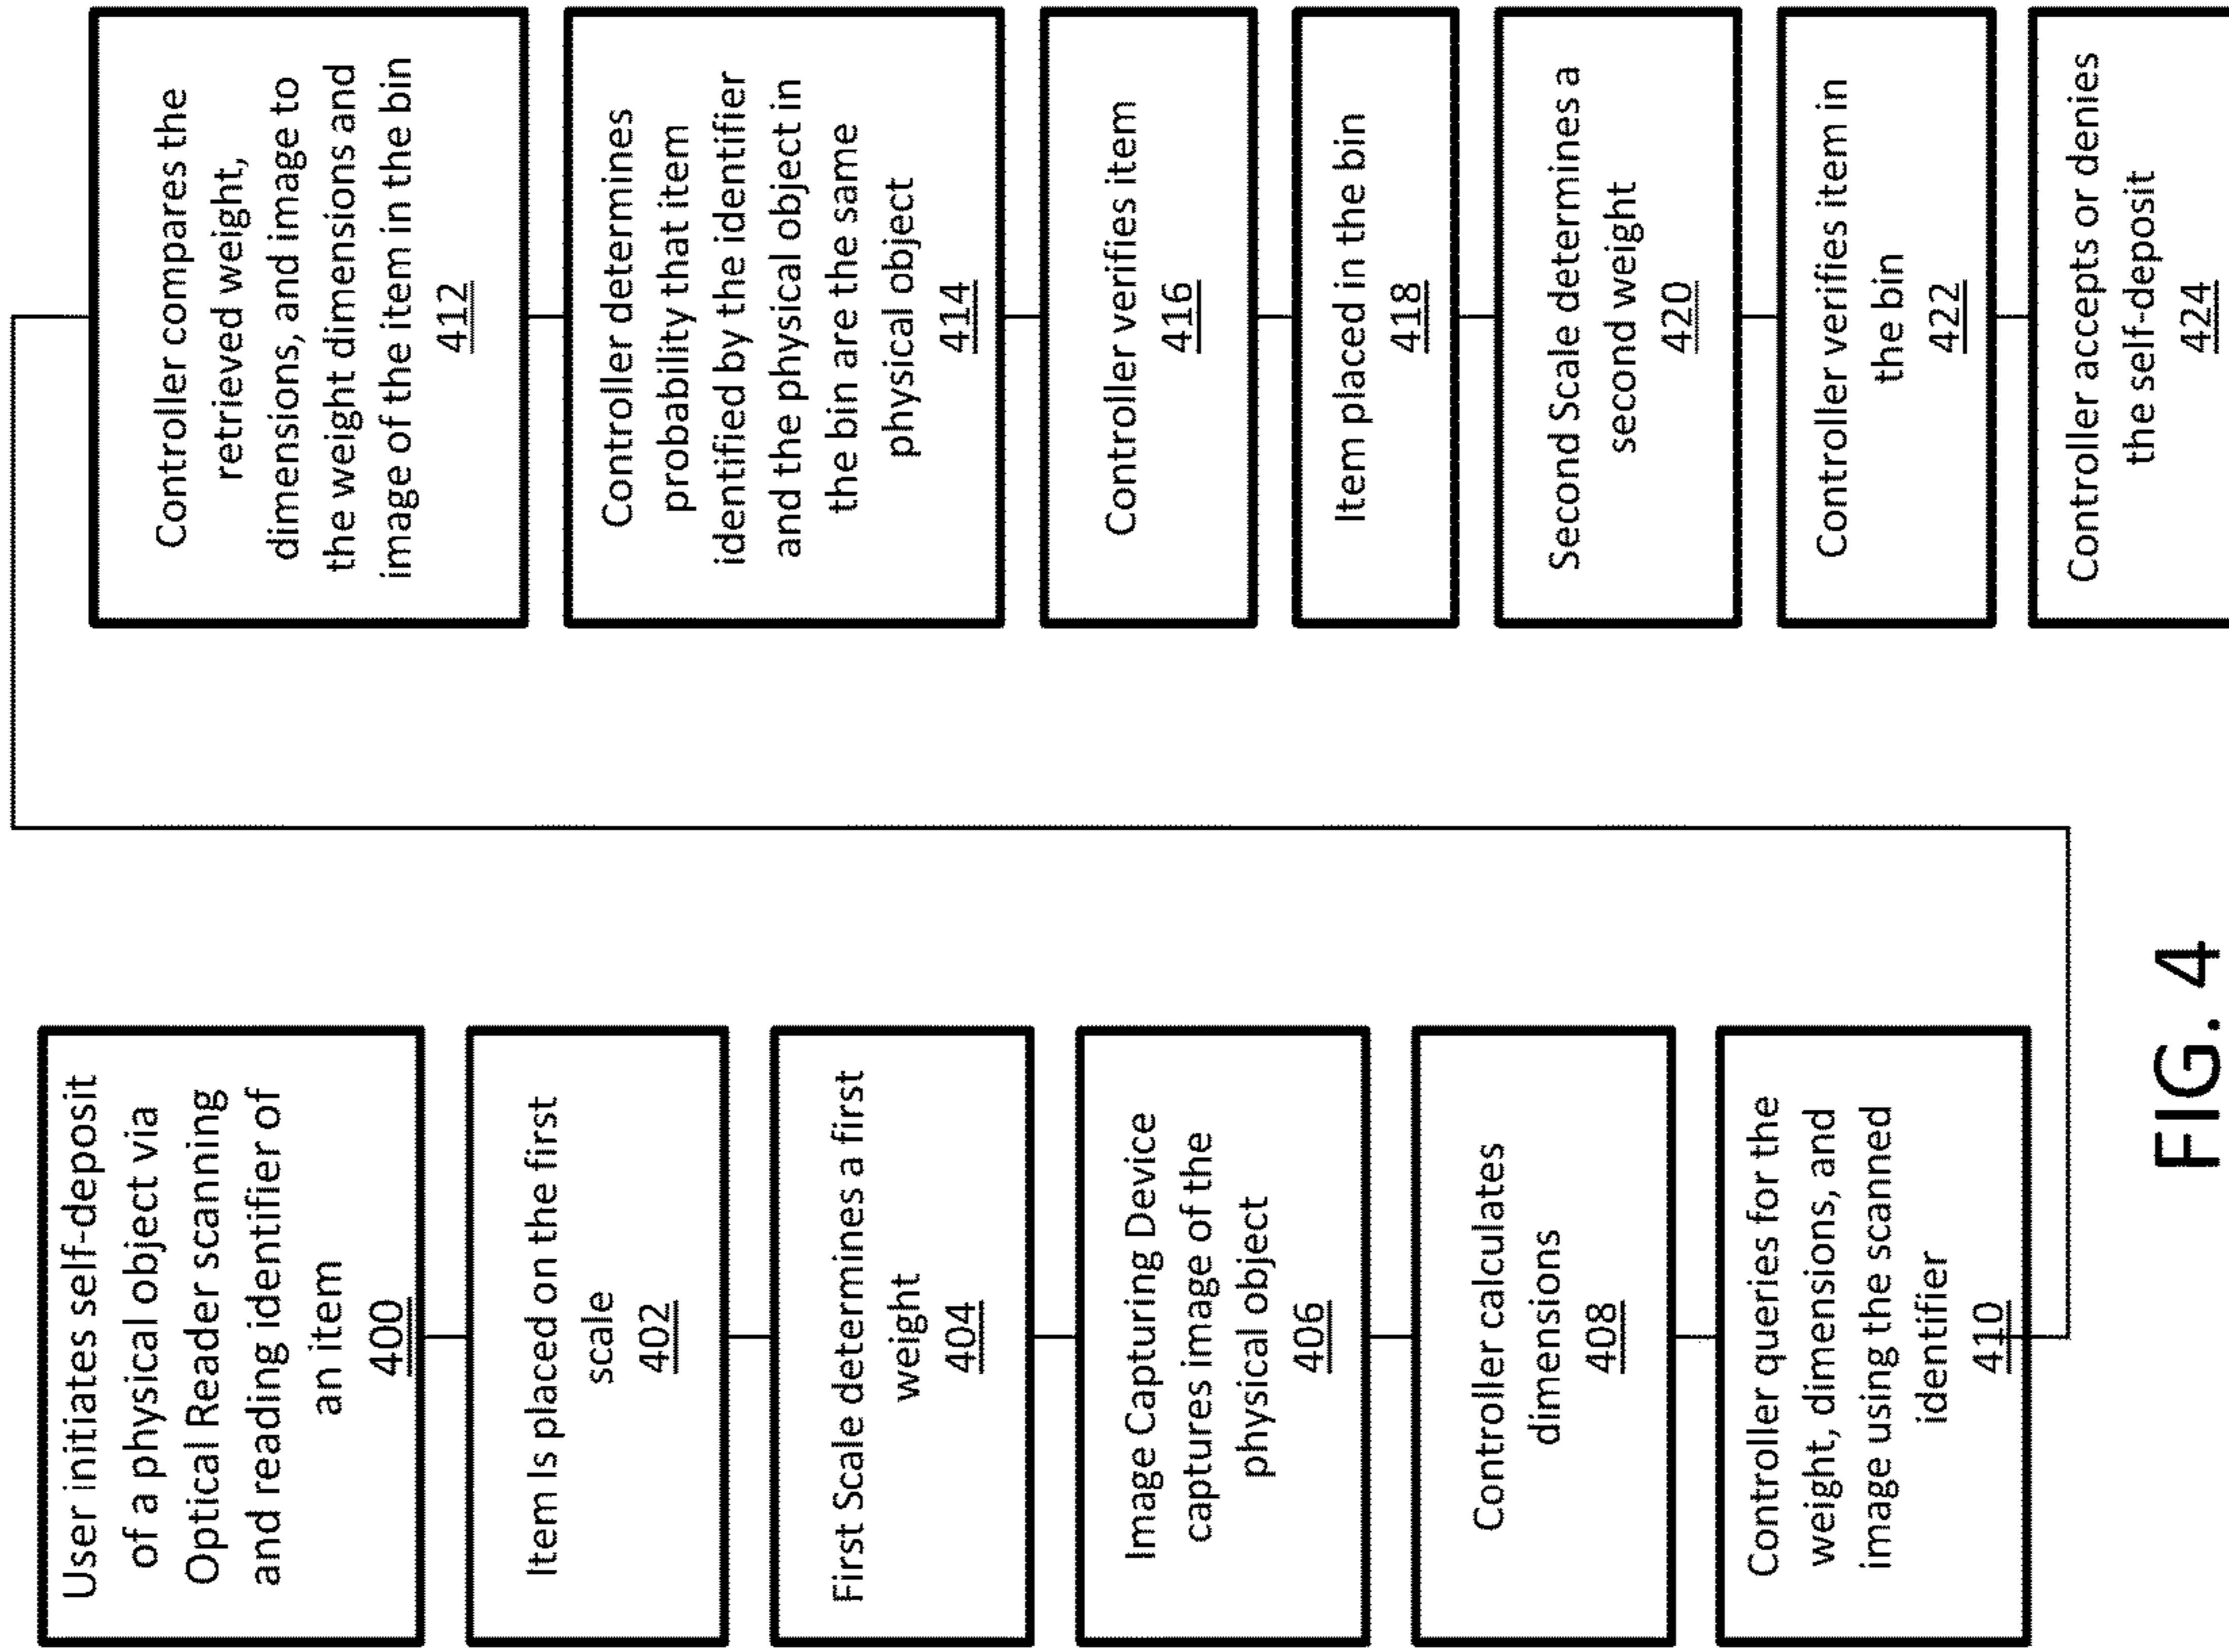 User initiates self-deposit
of a physical object via
Optical Reader scanning
and reading identifier of
an item
400
Item Is placed on the first
scale
402
First Scale determines a first
weight
404
Image Capturing Device
captures image of the
physical object
406
Controller calculates
dimensions
408
Controller queries for the
weight, dimensions, and
image using the scanned
identifier
410
Controller compares the
retrieved weight,
dimensions, and image to
the weight dimensions and
image of the item in the bin
412
Controller determines
probability that item
identified by the identifier
and the physical object in
the bin are the same
physical object
414
Controller verifies item
416
Item placed in the bin
418
Second Scale determines a
second weight
420
Controller verifies item in
the bin
422
Controller accepts or denies
the self-deposit
424
FIG. 4